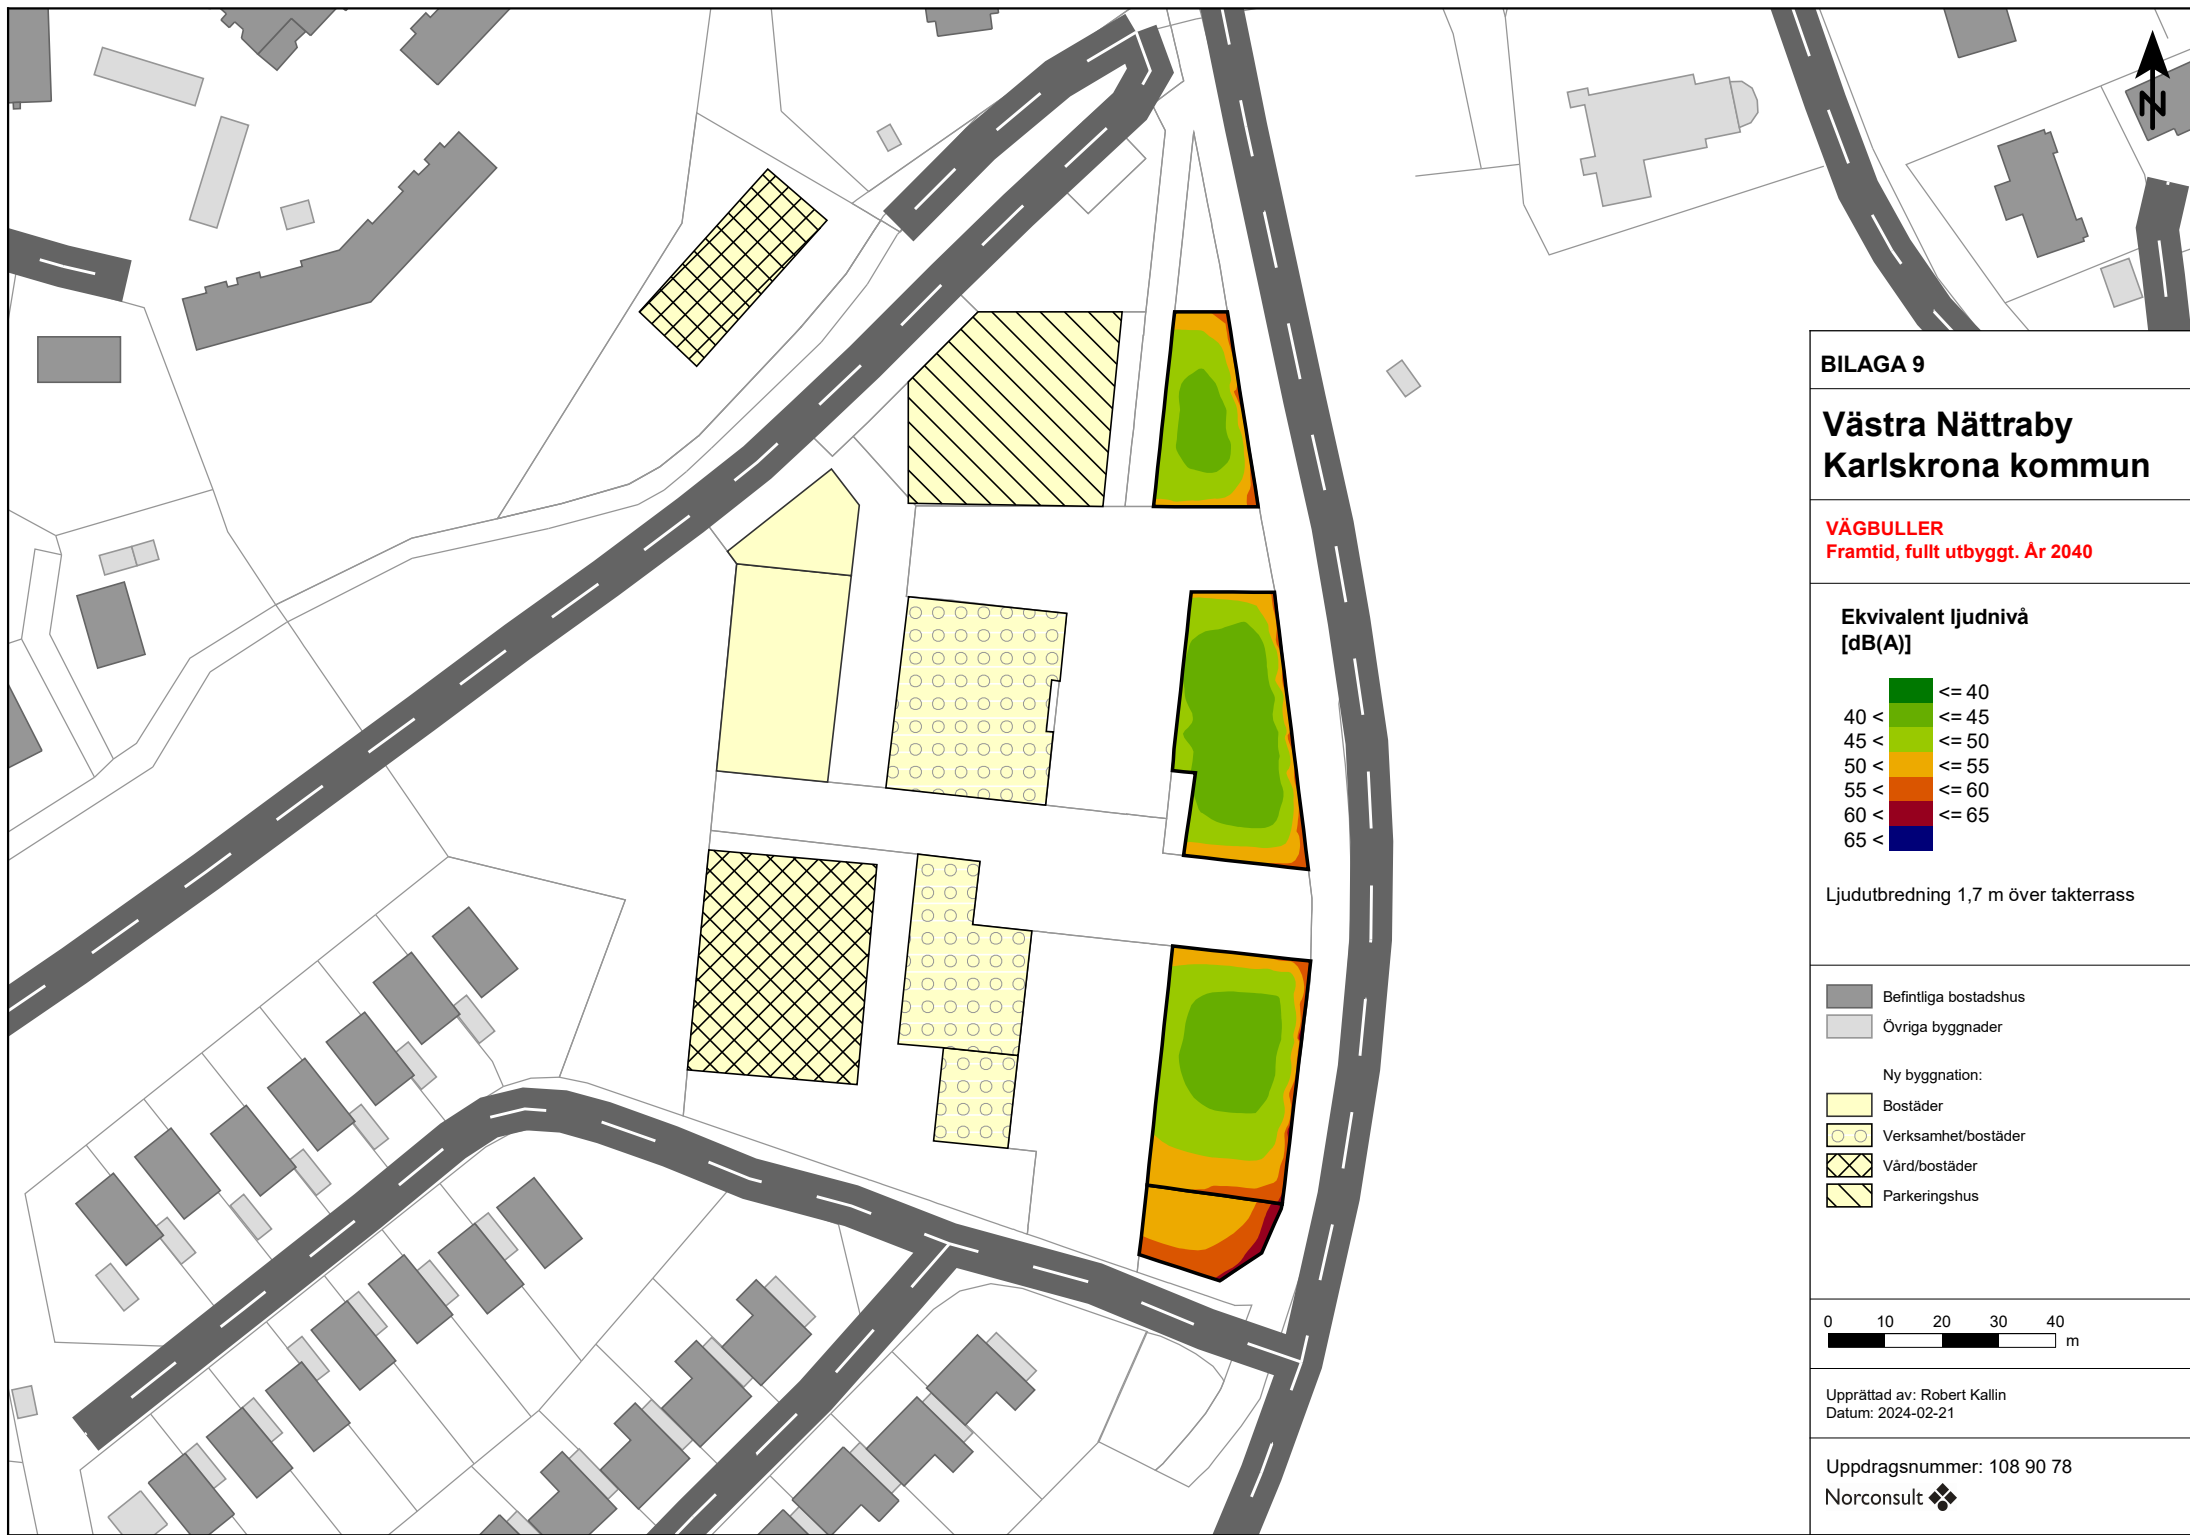 N
BILAGA 9
Västra Nättraby
Karlskrona kommun
VÄGBULLER
Framtid, fullt utbyggt. År 2040
Ekvivalent ljudnivå
[dB(A)]
<= 40
40 < <= 45
45 < <= 50
50 < <= 55
55 < <= 60
60 < <= 65
65 <
Ljudutbredning 1,7 m över takterrass
Befintliga bostadshus
Övriga byggnader
Ny byggnation:
Bostäder
Verksamhet/bostäder
Vård/bostäder
Parkeringshus
0 10 20 30 40
m
Upprättad av: Robert Kallin
Datum: 2024-02-21
Uppdragsnummer: 108 90 78
Norconsult